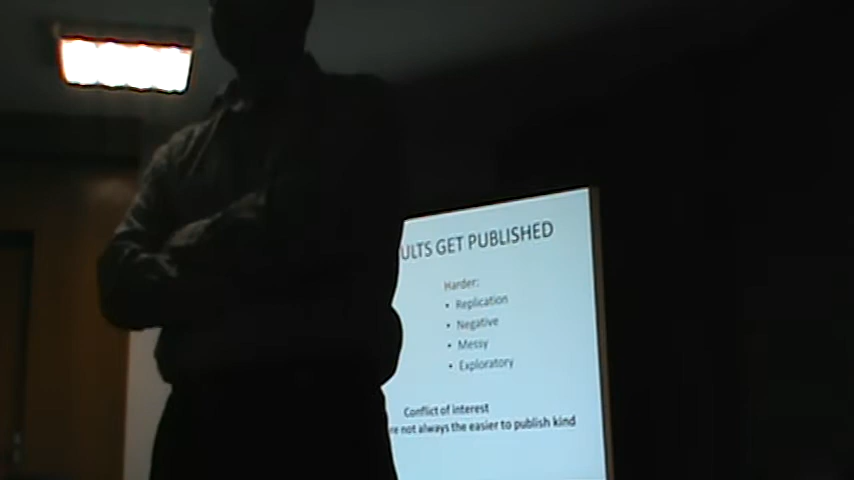 ULTS GET PUBLISHED
Harder:
• Replication
• Negative
• Messy
• Exploratory
Conflict of interest
re not always the easier to publish kind